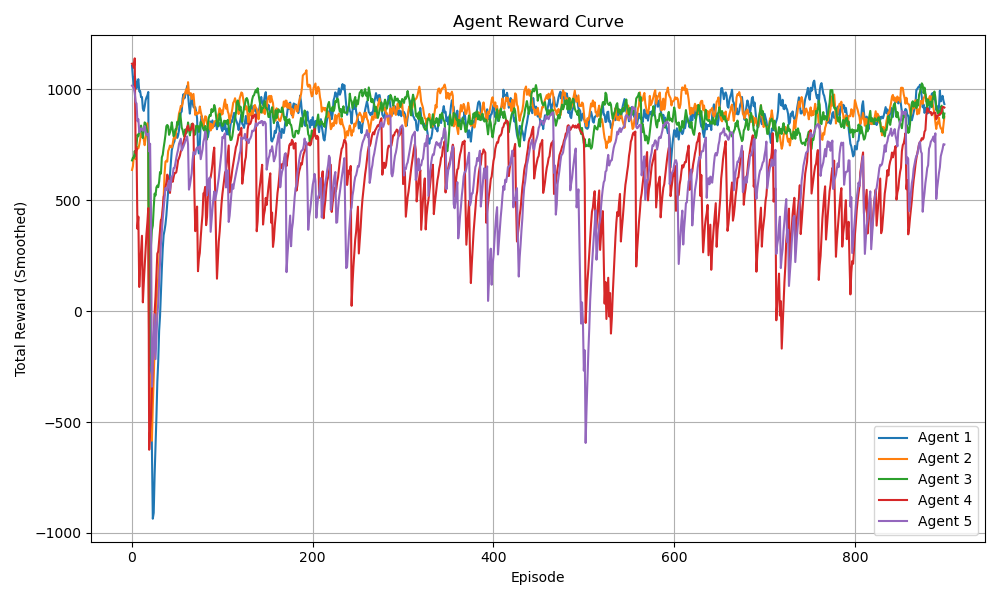 Agent Reward Curve
Total Reward (Smoothed)
1000
500
0
−500
−1000
0 200 400 600 800
Episode
Agent 1
Agent 2
Agent 3
Agent 4
Agent 5